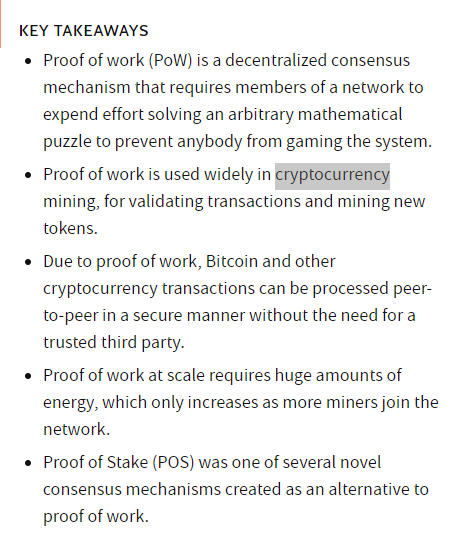 KEY TAKEAWAYS
• Proof of work (PoW) is a decentralized consensus
mechanism that requires members of a network to
expend effort solving an arbitrary mathematical
puzzle to prevent anybody from gaming the system.
• Proof of work is used widely in cryptocurrency
mining, for validating transactions and mining new
tokens.
• Due to proof of work, Bitcoin and other
cryptocurrency transactions can be processed peer-
to-peer in a secure manner without the need for a
trusted third party.
• Proof of work at scale requires huge amounts of
energy, which only increases as more miners join the
network.
• Proof of Stake (POS) was one of several novel
consensus mechanisms created as an alternative to
proof of work.